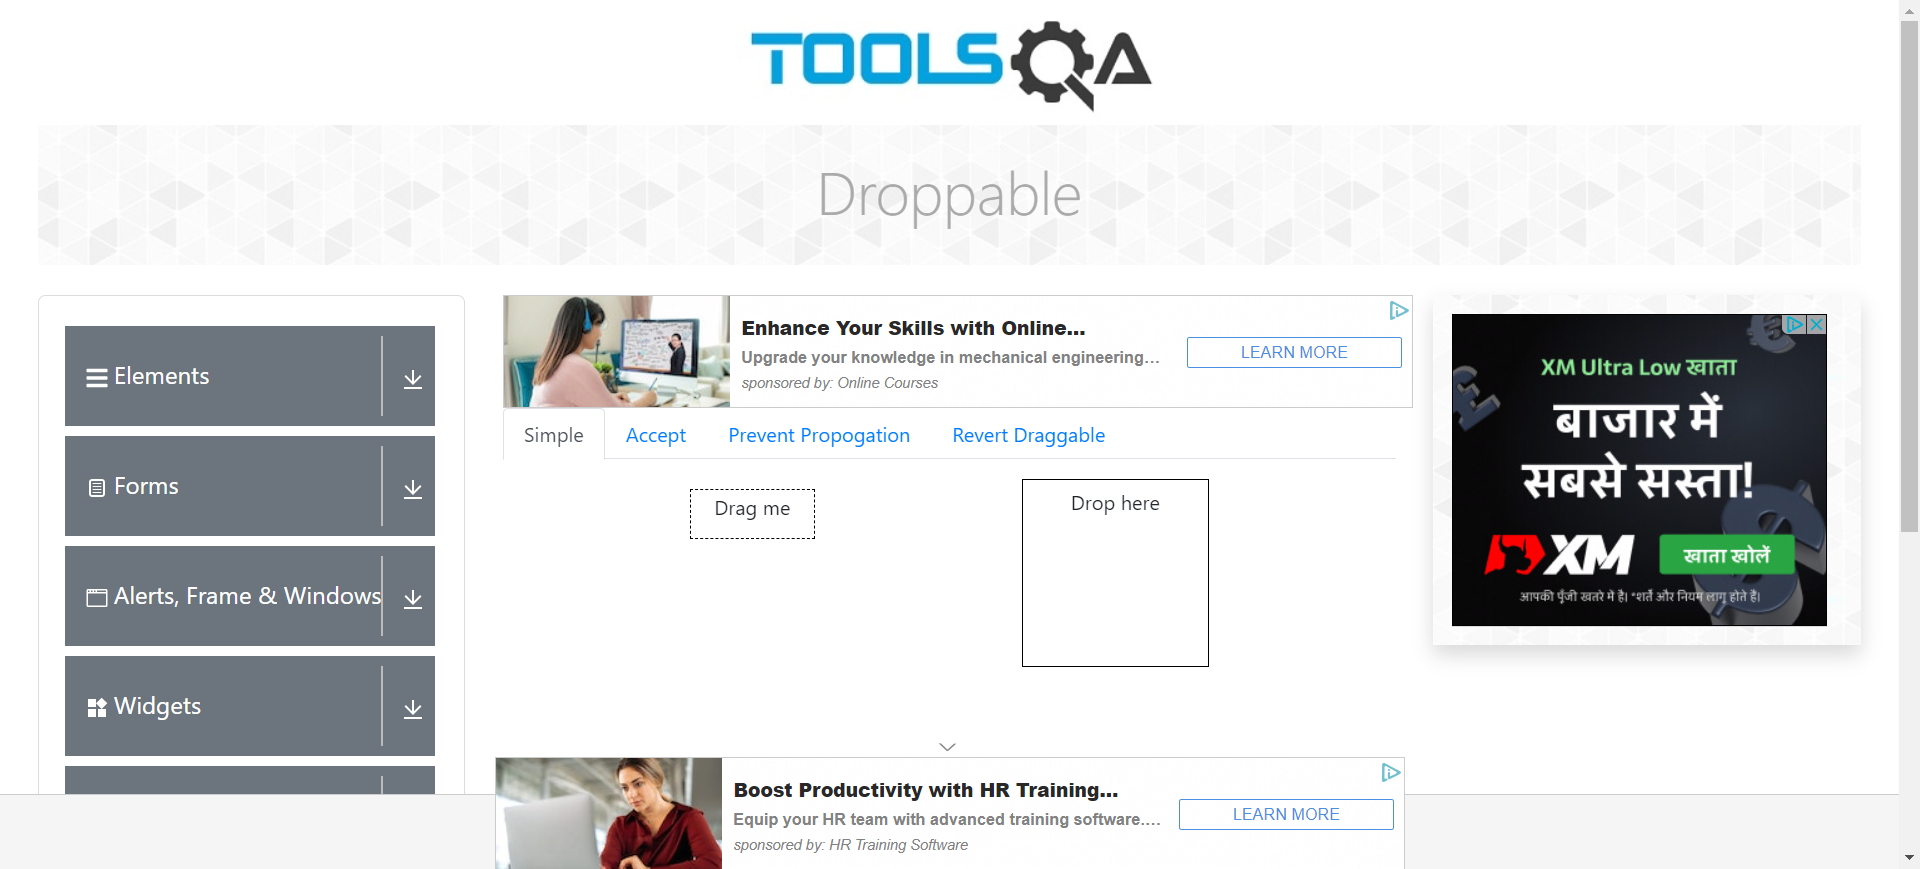 TOOLSQA
Droppable
Elements
Forms
Alerts, Frame & Windows
Widgets
Enhance Your Skills with Online...
Upgrade your knowledge in mechanical engineering...
sponsored by: Online Courses
LEARN MORE
Simple
Accept
Prevent Propogation
Revert Draggable
Drag me
Drop here
XM Ultra Low खाता
बाजार में
सबसे सस्ता!
XM
खाता खोलें
आपकी पूँजी खतरे में है। *शर्तें और नियम लागू होते हैं।
Boost Productivity with HR Training...
Equip your HR team with advanced training software....
sponsored by: HR Training Software
LEARN MORE